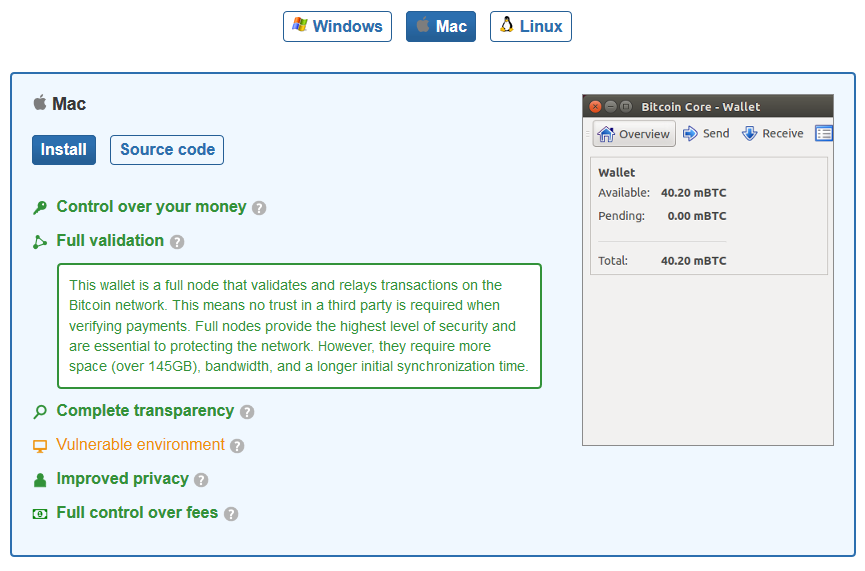 Windows
Mac
Linux
Mac
Install
Source code
Control over your money ?
Full validation ?
This wallet is a full node that validates and relays transactions on the
Bitcoin network. This means no trust in a third party is required when
verifying payments. Full nodes provide the highest level of security and
are essential to protecting the network. However, they require more
space (over 145GB), bandwidth, and a longer initial synchronization time.
Complete transparency ?
Vulnerable environment ?
Improved privacy ?
Full control over fees ?
Bitcoin Core - Wallet
Overview
Send
Receive
Wallet
Available: 40.20 mBTC
Pending: 0.00 mBTC
Total: 40.20 mBTC